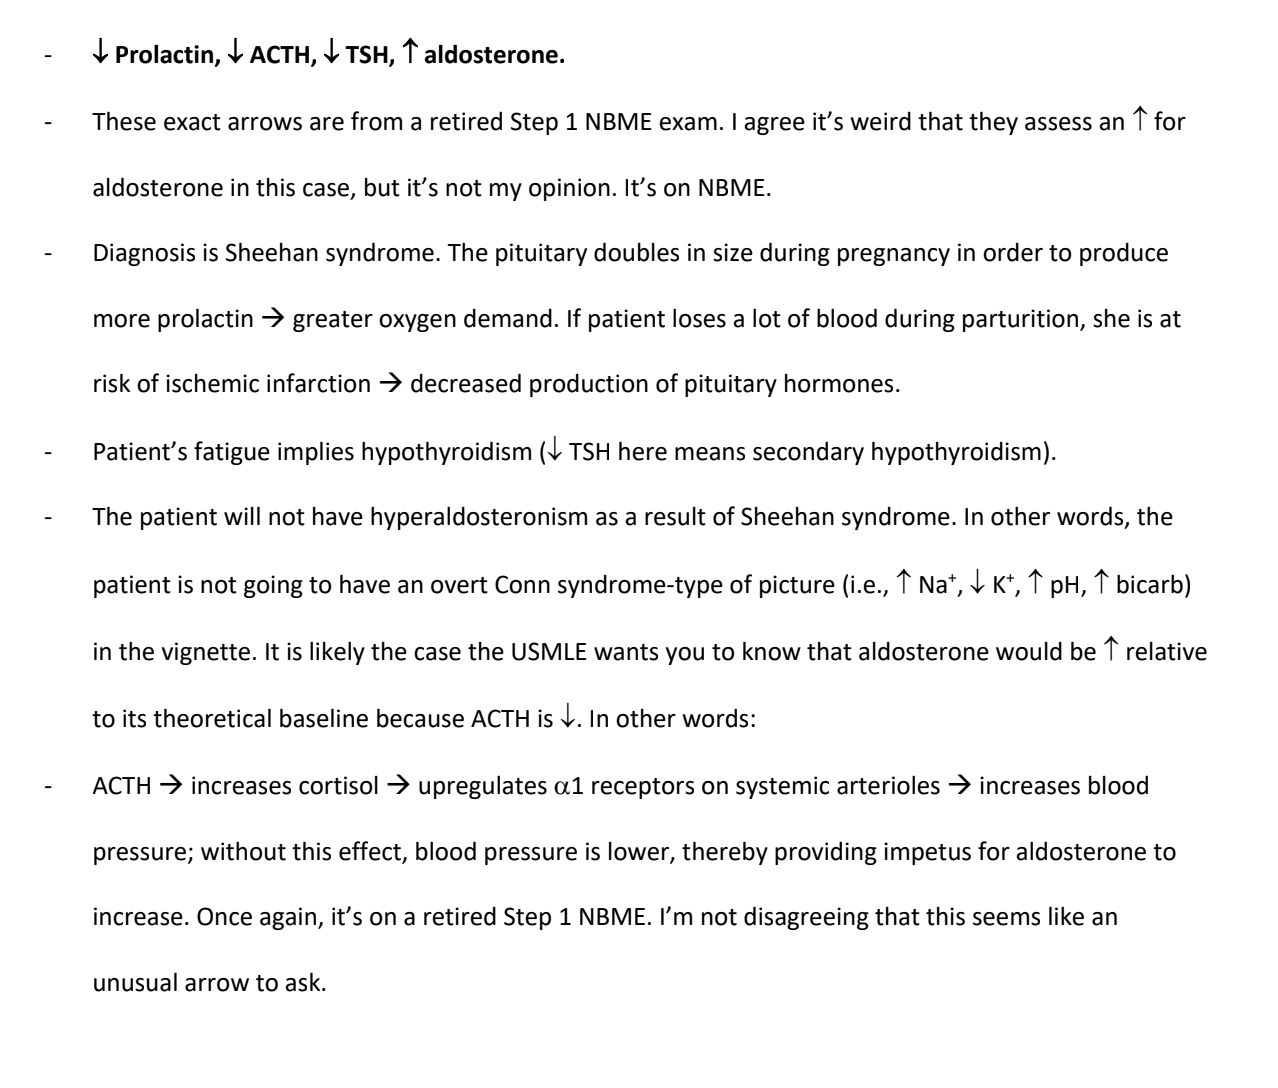 - ↓ Prolactin, ↓ ACTH, ↓ TSH, ↑ aldosterone.
- These exact arrows are from a retired Step 1 NBME exam. I agree it’s weird that they assess an ↑ for
aldosterone in this case, but it’s not my opinion. It’s on NBME.
- Diagnosis is Sheehan syndrome. The pituitary doubles in size during pregnancy in order to produce
more prolactin → greater oxygen demand. If patient loses a lot of blood during parturition, she is at
risk of ischemic infarction → decreased production of pituitary hormones.
- Patient’s fatigue implies hypothyroidism (↓ TSH here means secondary hypothyroidism).
- The patient will not have hyperaldosteronism as a result of Sheehan syndrome. In other words, the
patient is not going to have an overt Conn syndrome-type of picture (i.e., ↑ Na⁺, ↓ K⁺, ↑ pH, ↑ bicarb)
in the vignette. It is likely the case the USMLE wants you to know that aldosterone would be ↑ relative
to its theoretical baseline because ACTH is ↓. In other words:
- ACTH → increases cortisol → upregulates α1 receptors on systemic arterioles → increases blood
pressure; without this effect, blood pressure is lower, thereby providing impetus for aldosterone to
increase. Once again, it’s on a retired Step 1 NBME. I’m not disagreeing that this seems like an
unusual arrow to ask.